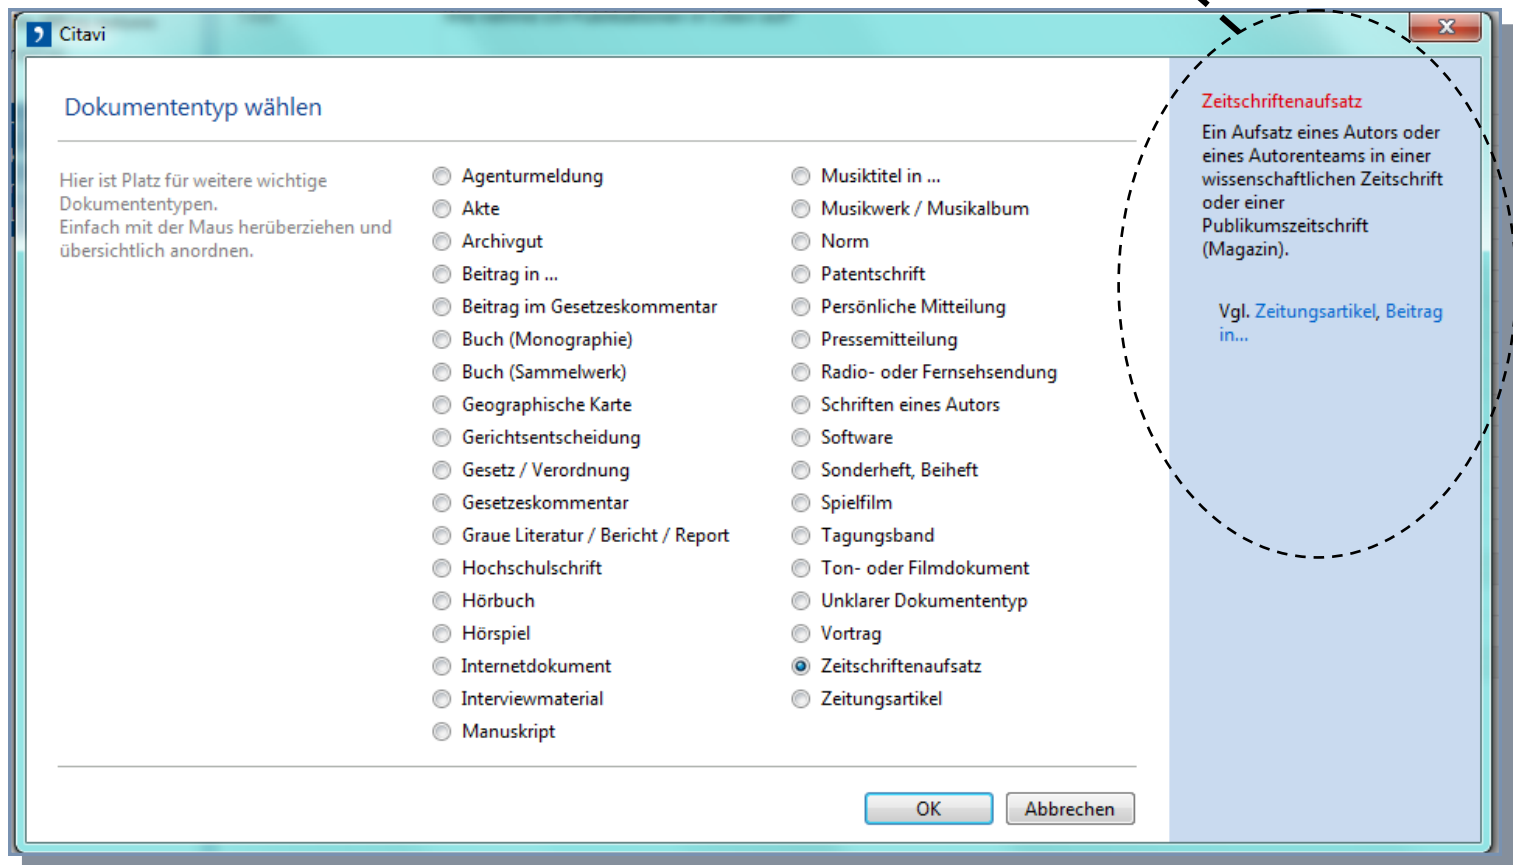 Citavi
Dokumententyp wählen
Hier ist Platz für weitere wichtige
Dokumententypen.
Einfach mit der Maus herüberziehen und
übersichtlich anordnen.
Agenturmeldung
Akte
Archivgut
Beitrag in ...
Beitrag im Gesetzeskommentar
Buch (Monographie)
Buch (Sammelwerk)
Geographische Karte
Gerichtsentscheidung
Gesetz / Verordnung
Gesetzeskommentar
Graue Literatur / Bericht / Report
Hochschulschrift
Hörbuch
Hörspiel
Internetdokument
Interviewmaterial
Manuskript
Musiktitel in ...
Musikwerk / Musikalbum
Norm
Patentschrift
Persönliche Mitteilung
Pressemitteilung
Radio- oder Fernsehsendung
Schriften eines Autors
Software
Sonderheft, Beiheft
Spielfilm
Tagungsband
Ton- oder Filmdokument
Unklarer Dokumententyp
Vortrag
Zeitschriftenaufsatz
Zeitungsartikel
OK
Abbrechen
Zeitschriftenaufsatz
Ein Aufsatz eines Autors oder
eines Autorenteams in einer
wissenschaftlichen Zeitschrift
oder einer
Publikumszeitschrift
(Magazin).
Vgl. Zeitungsartikel, Beitrag
in...